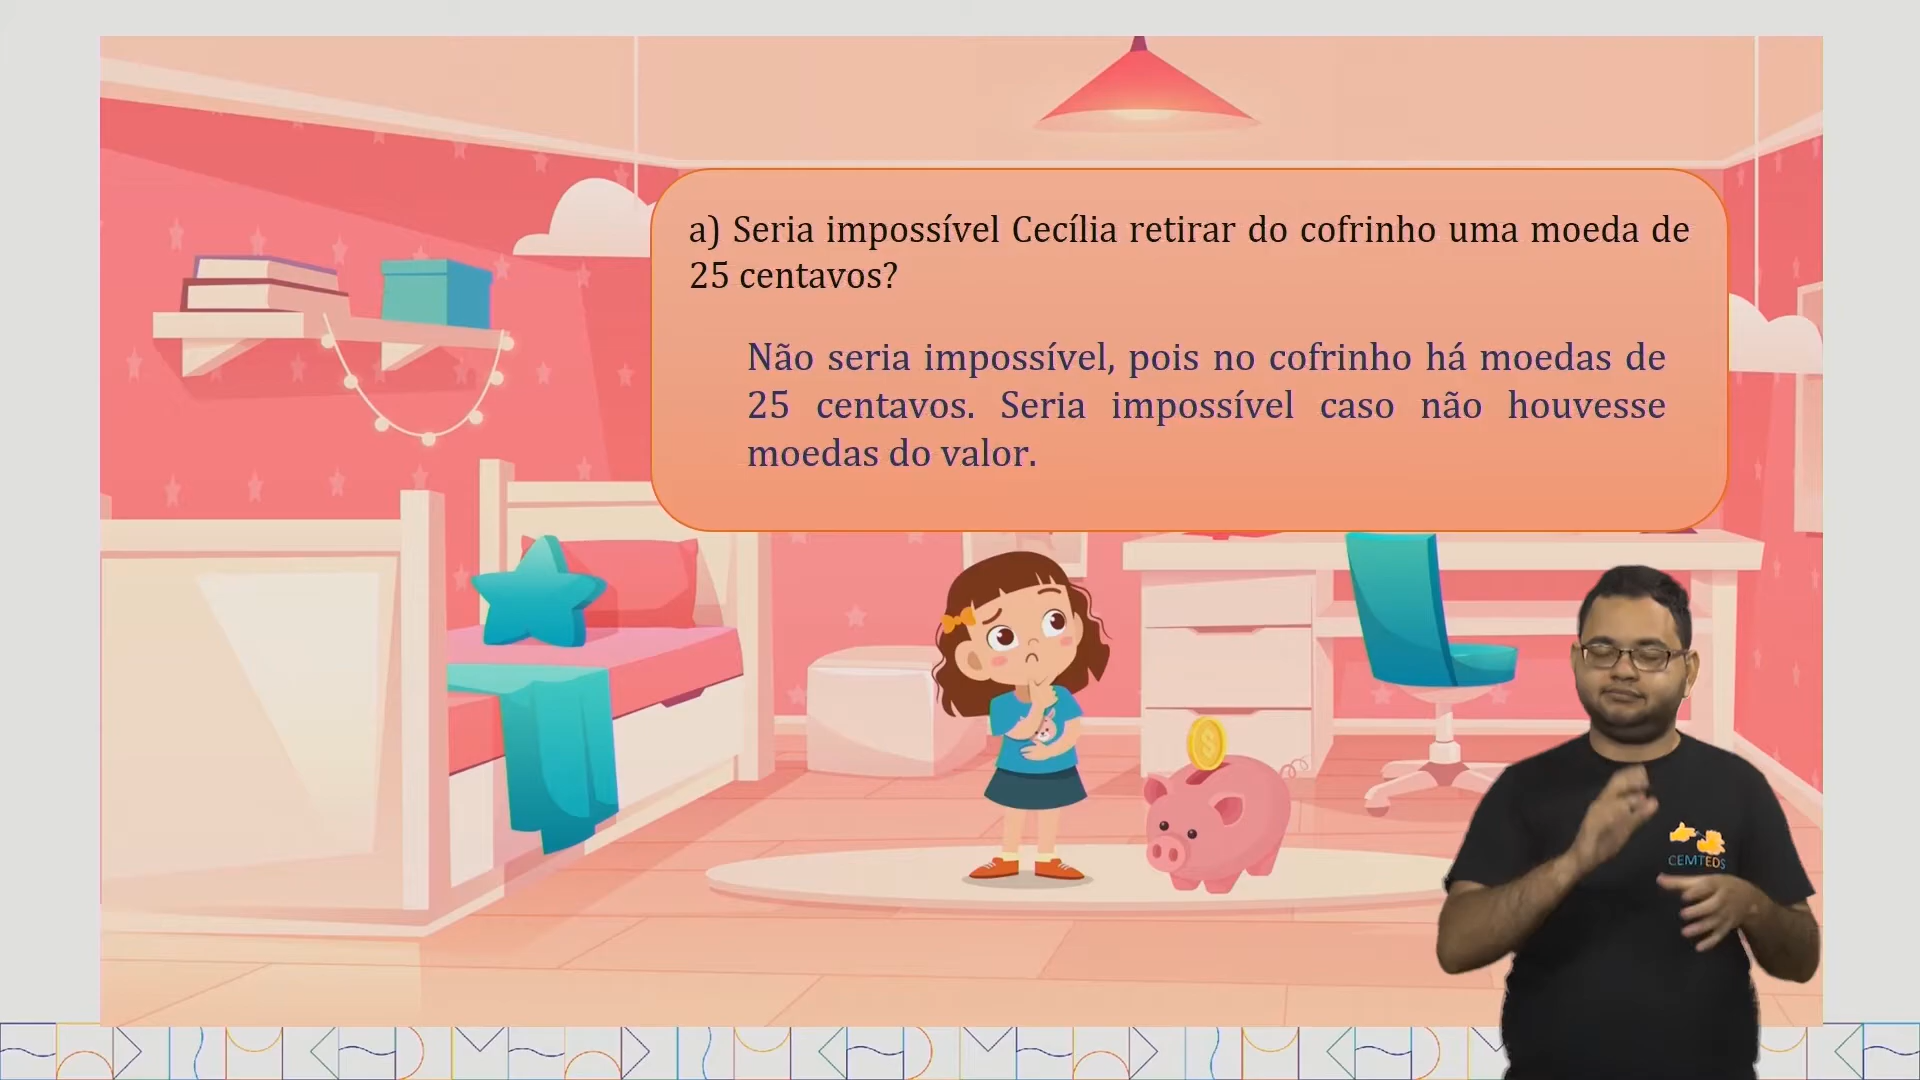 a) Seria impossível Cecília retirar do cofrinho uma moeda de
25 centavos?
Não seria impossível, pois no cofrinho há moedas de
25 centavos. Seria impossível caso não houvesse
moedas do valor.
$
CEMTEDS